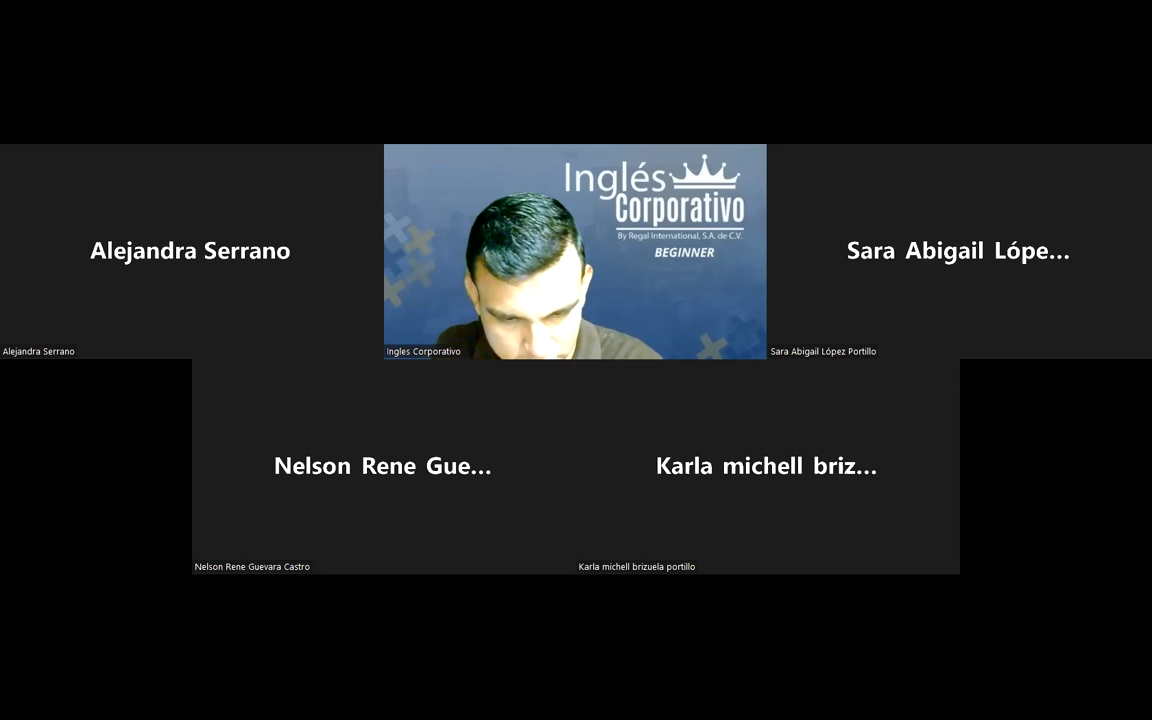 Alejandra Serrano
Alejandra Serrano
Inglés
Corporativo
By Regal International, S.A. de C.V.
BEGINNER
Ingles Corporativo
Sara Abigail Lópe...
Sara Abigail López Portillo
Nelson Rene Gue...
Nelson Rene Guevara Castro
Karla michell briz...
Karla michell brizuela portillo